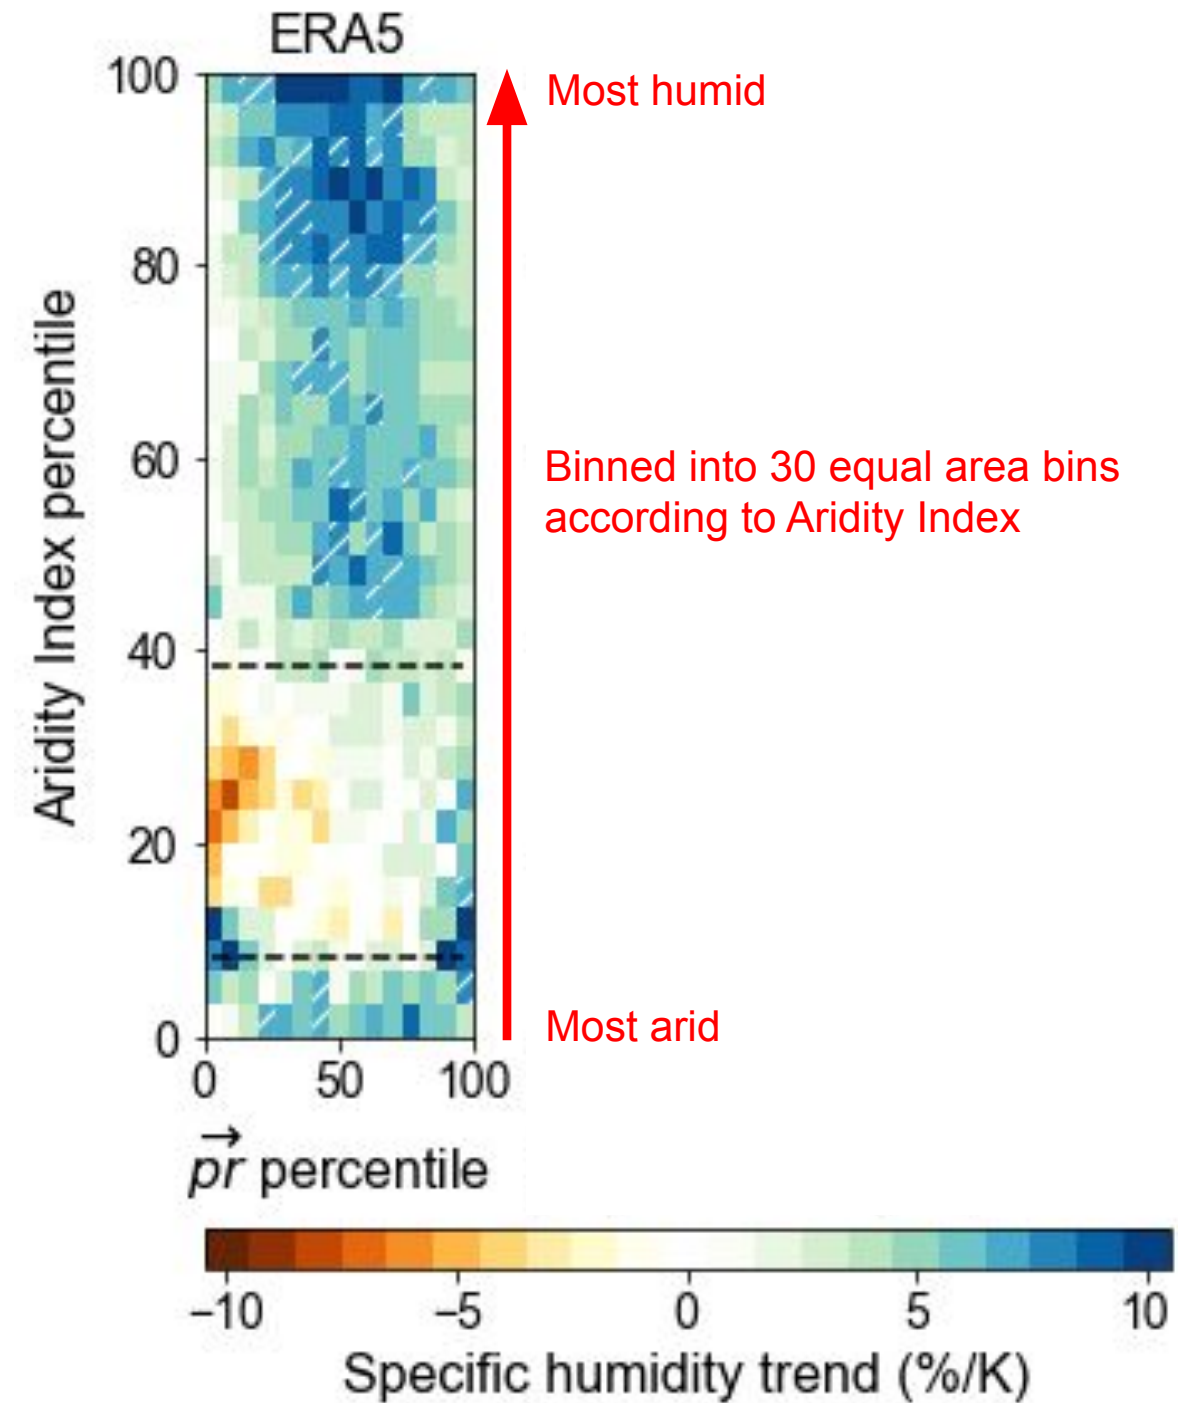 ERA5
100
80
60
40
20
0
Aridity Index percentile
Most humid
Binned into 30 equal area bins
according to Aridity Index
Most arid
0 50 100
pr percentile
−10 −5 0 5 10
Specific humidity trend (%/K)